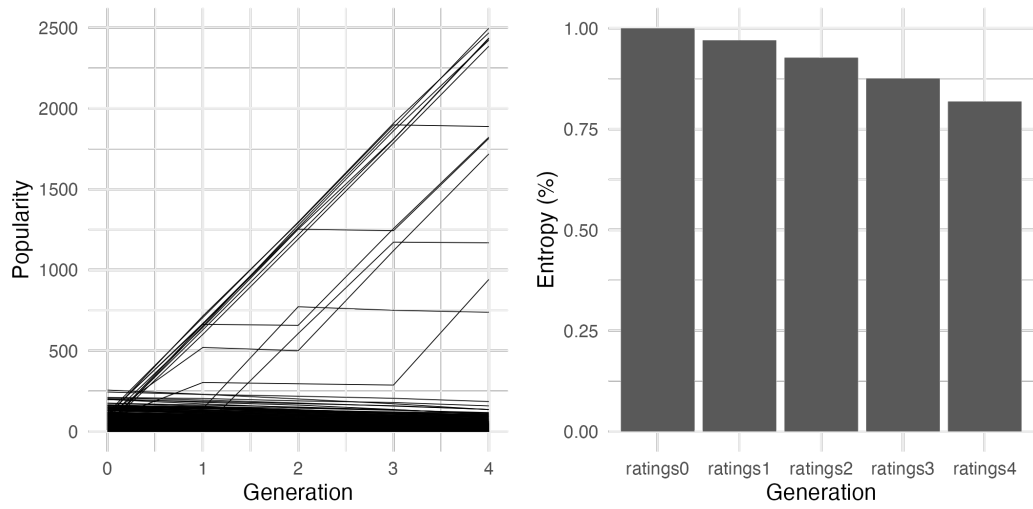 Popularity
2500
2000
1500
1000
500
0
0 1 2 3 4
Generation
Entropy (%)
1.00
0.75
0.50
0.25
0.00
ratings0 ratings1 ratings2 ratings3 ratings4
Generation